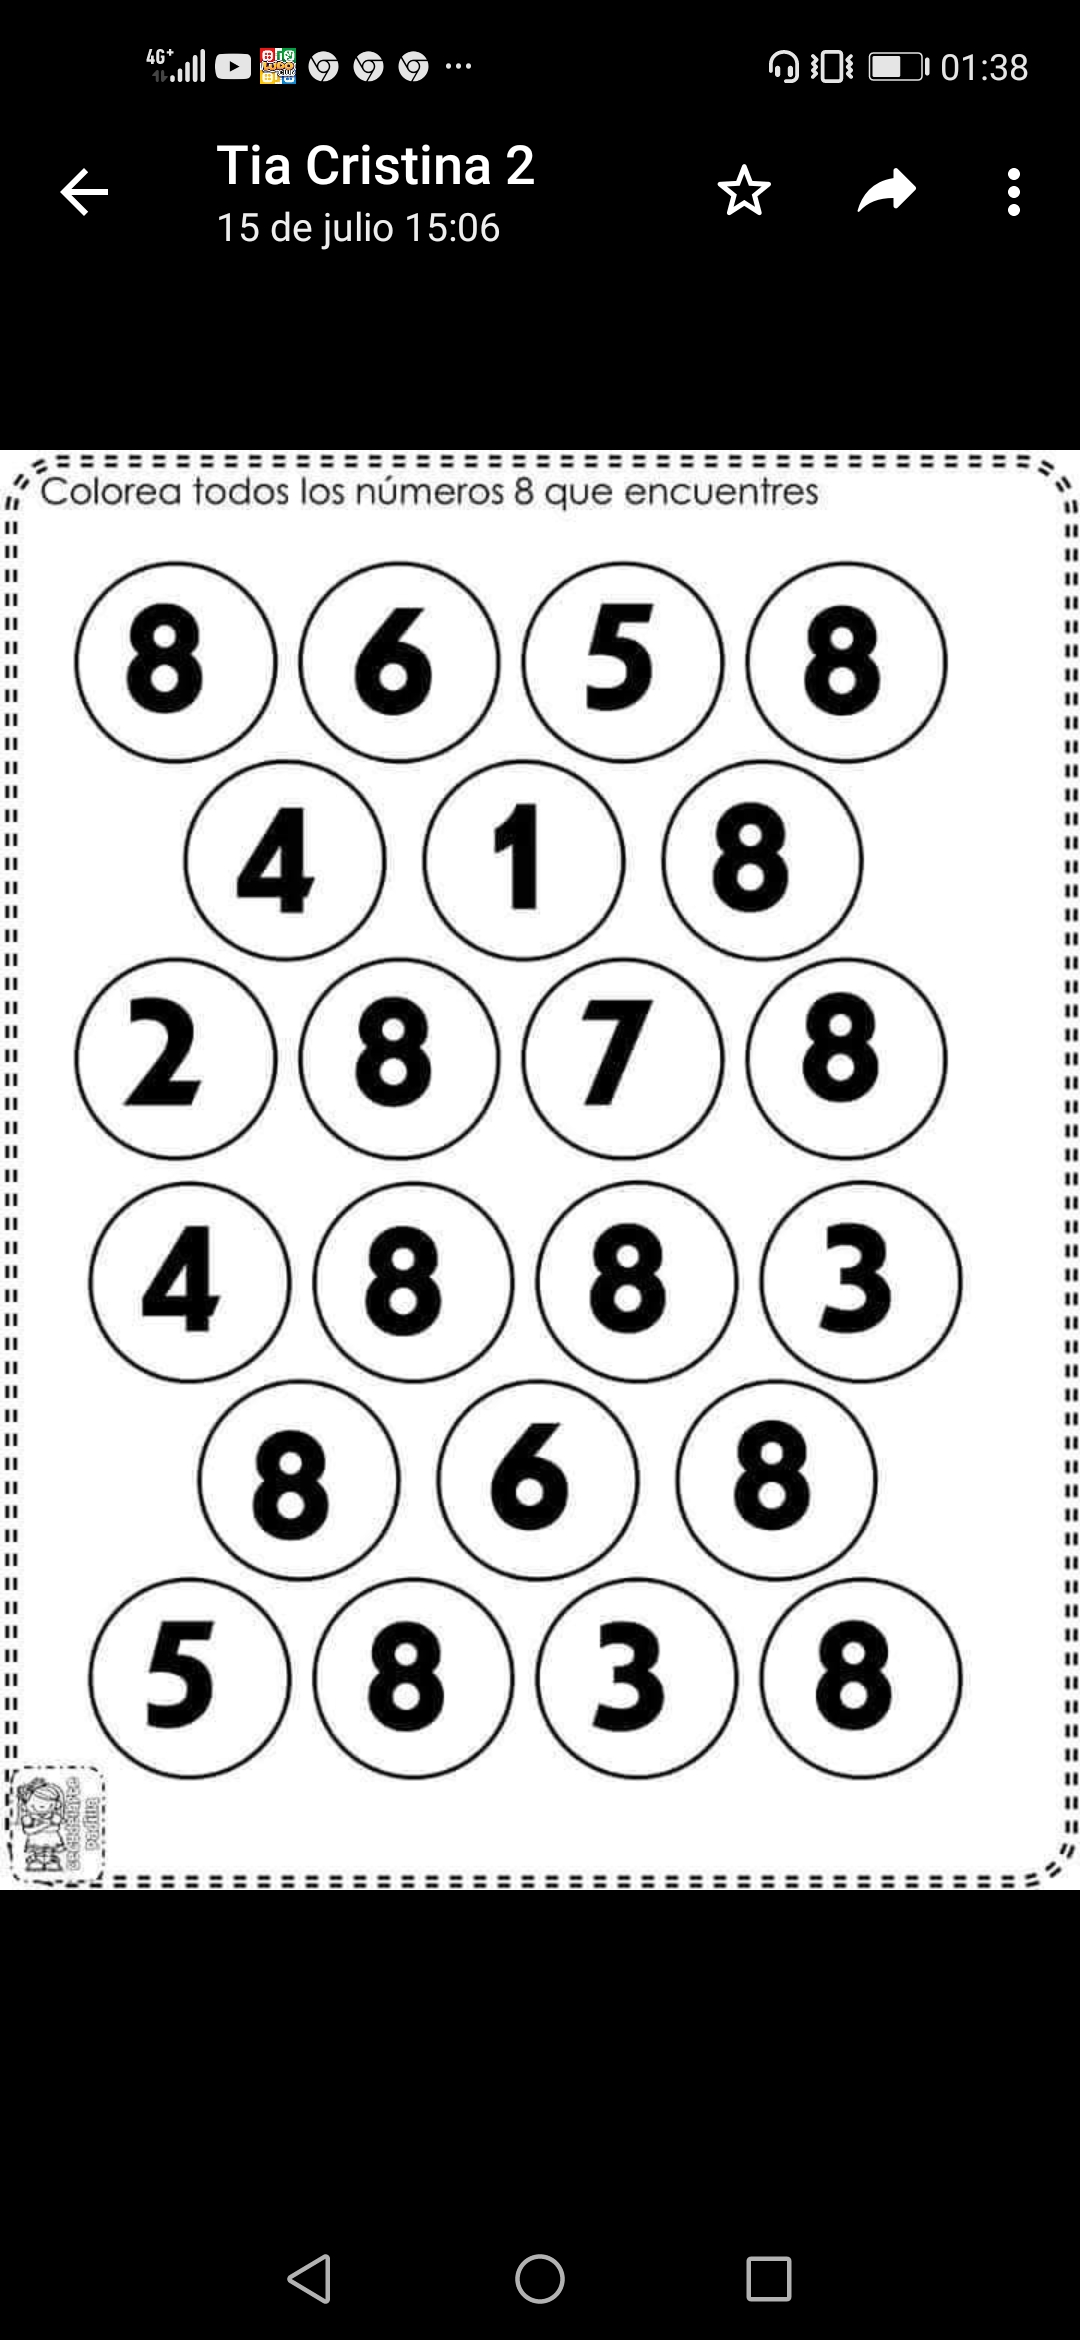 4G+ 01:38
Tia Cristina 2
15 de julio 15:06
Colorea todos los números 8 que encuentres
8 6 5 8
4 1 8
2 8 7 8
4 8 8 3
8 6 8
5 8 3 8